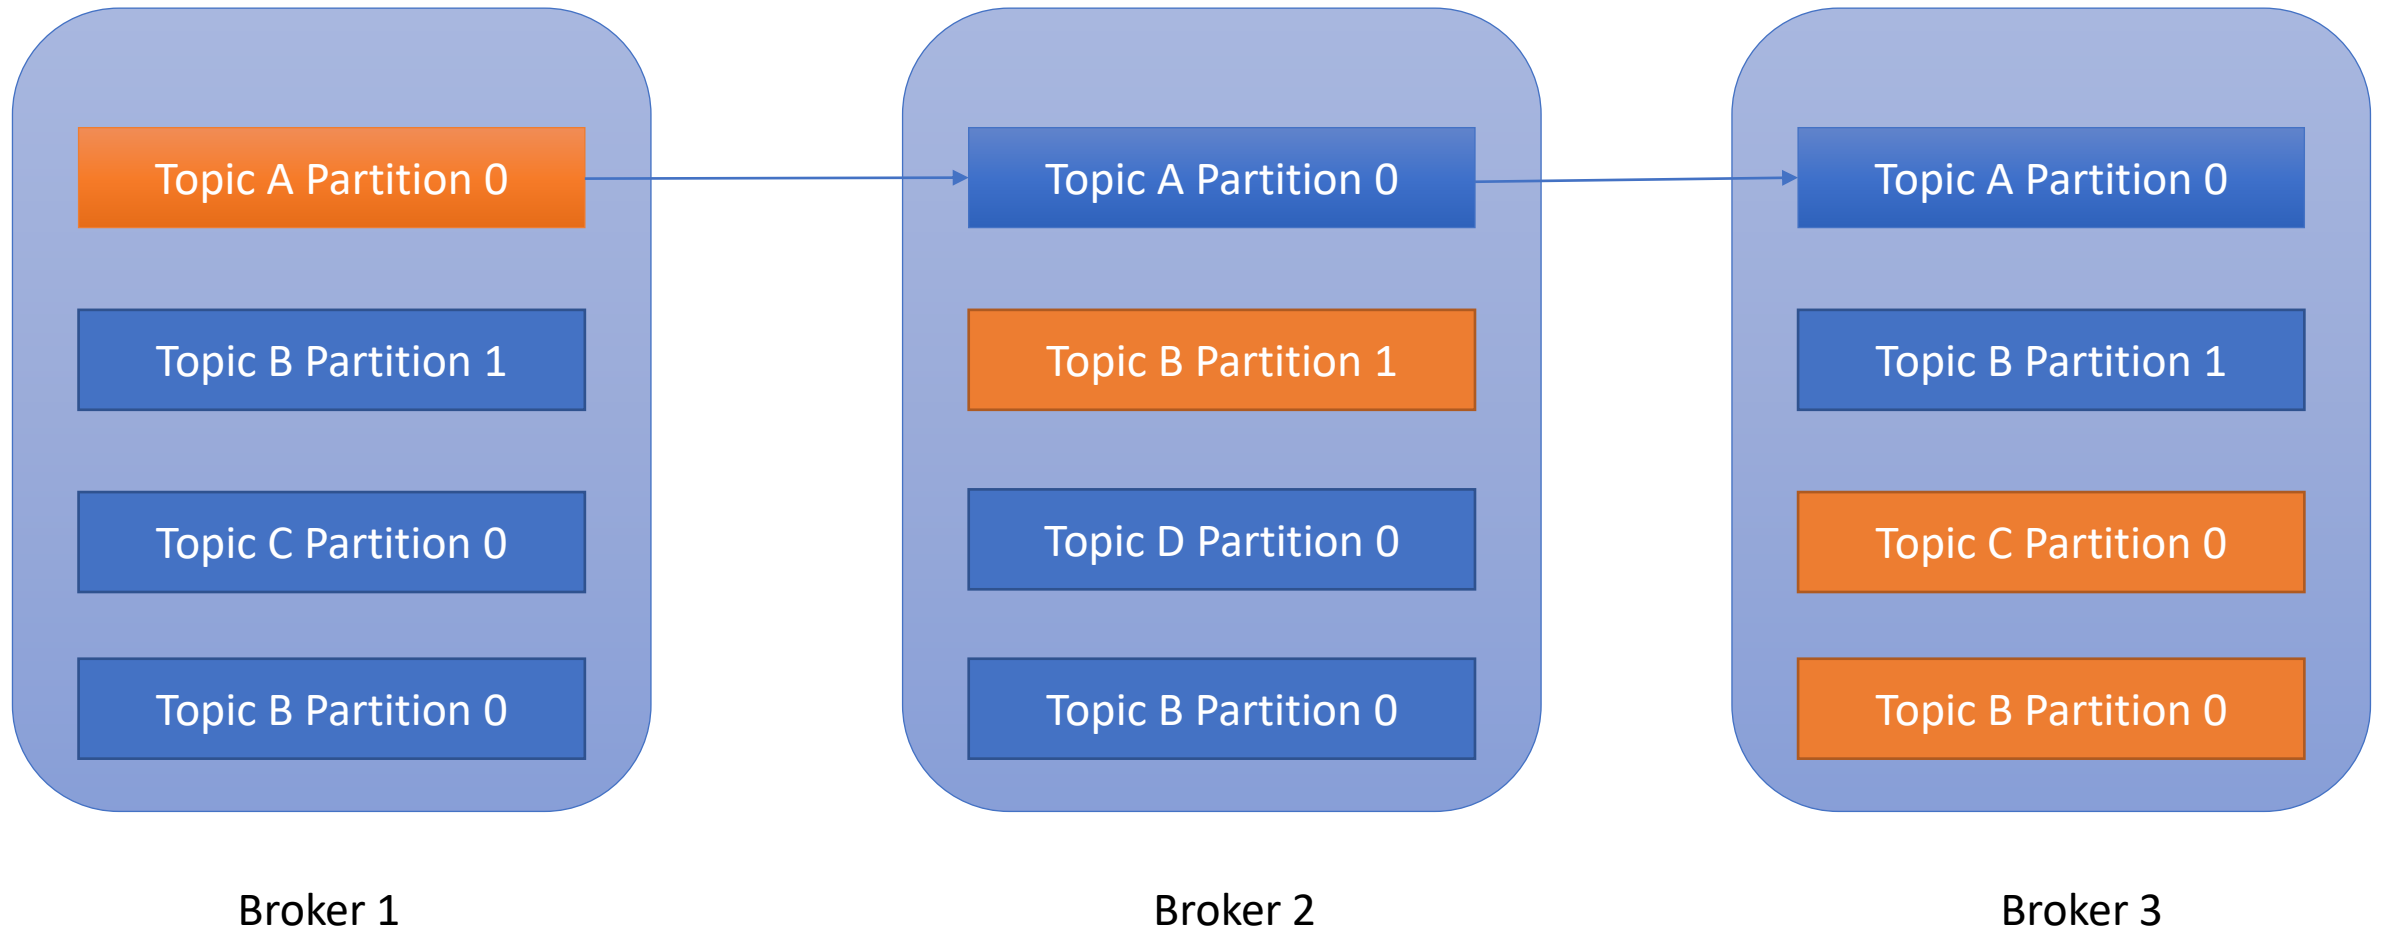 Topic A Partition 0
Topic B Partition 1
Topic C Partition 0
Topic B Partition 0
Broker 1
Topic A Partition 0
Topic B Partition 1
Topic D Partition 0
Topic B Partition 0
Broker 2
Topic A Partition 0
Topic B Partition 1
Topic C Partition 0
Topic B Partition 0
Broker 3